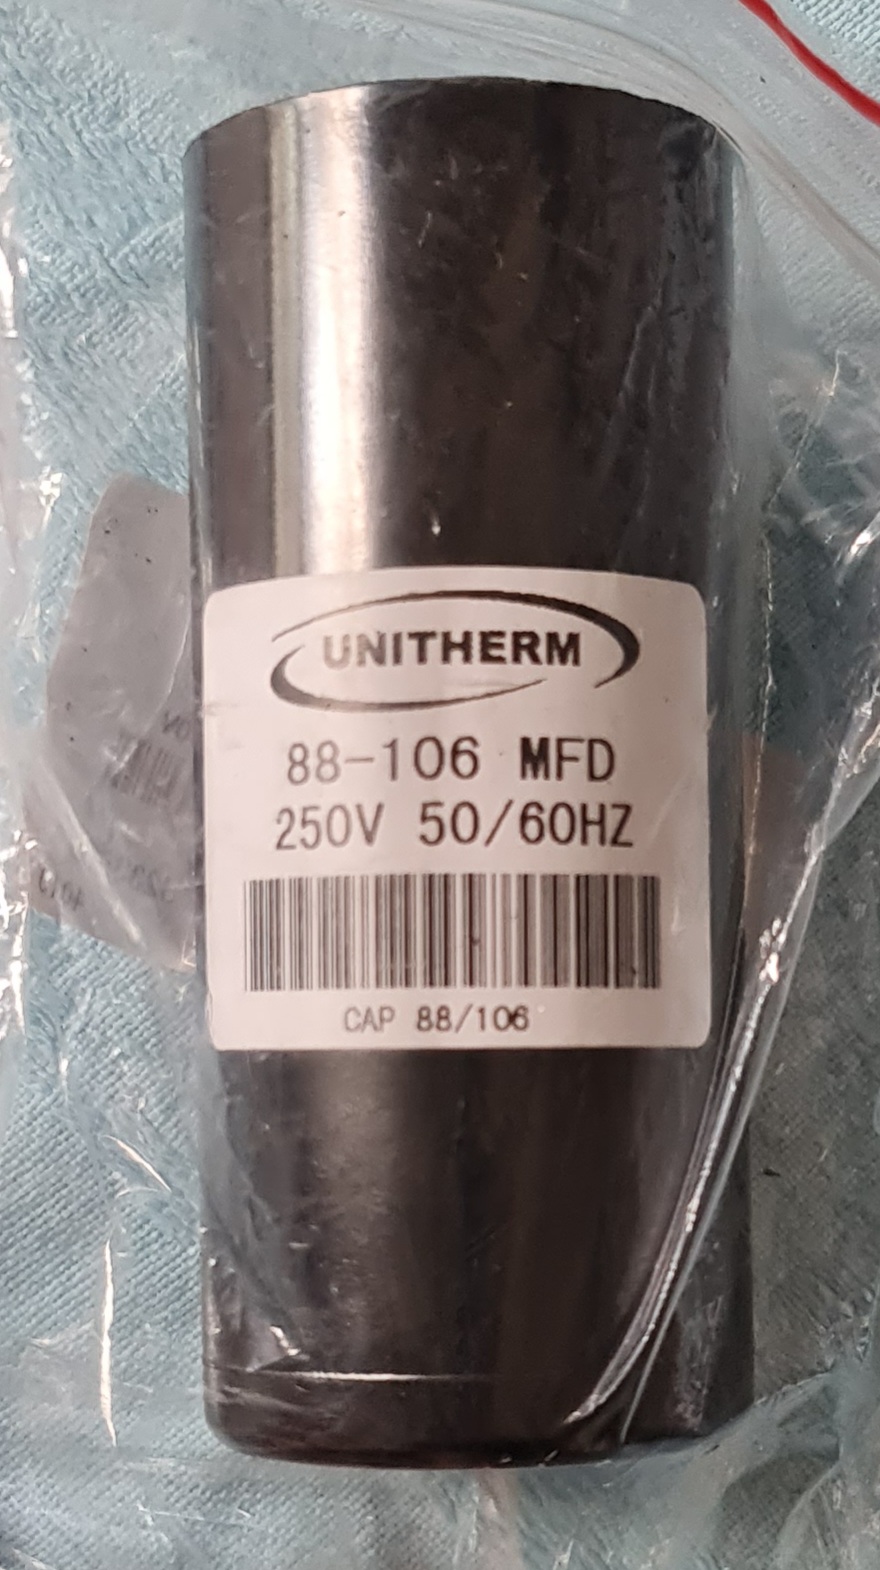 UNITHERM
88-106 MFD
250V 50/60HZ
CAP 88/106